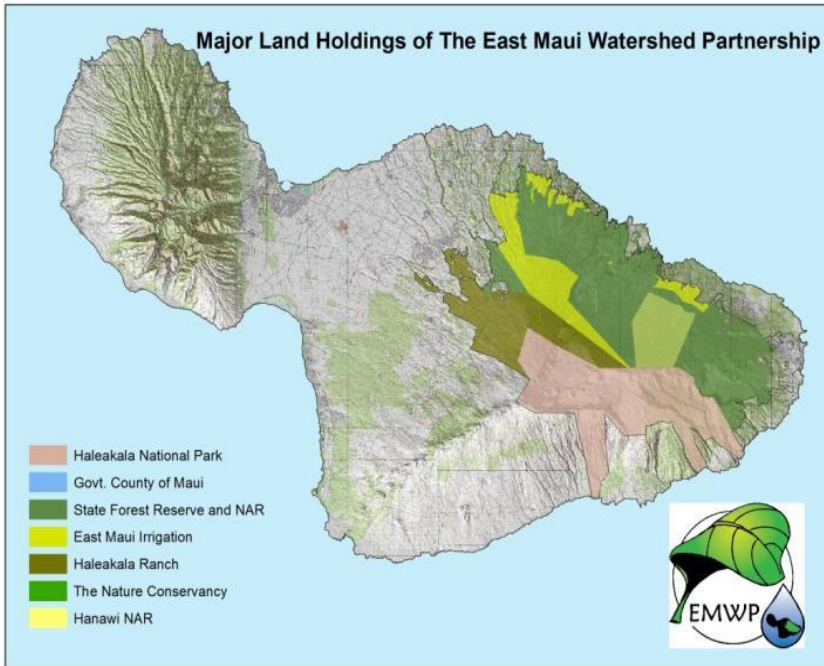 Major Land Holdings of The East Maui Watershed Partnership
Haleakala National Park
Govt. County of Maui
State Forest Reserve and NAR
East Maui Irrigation
Haleakala Ranch
The Nature Conservancy
Hanawi NAR
EMWP